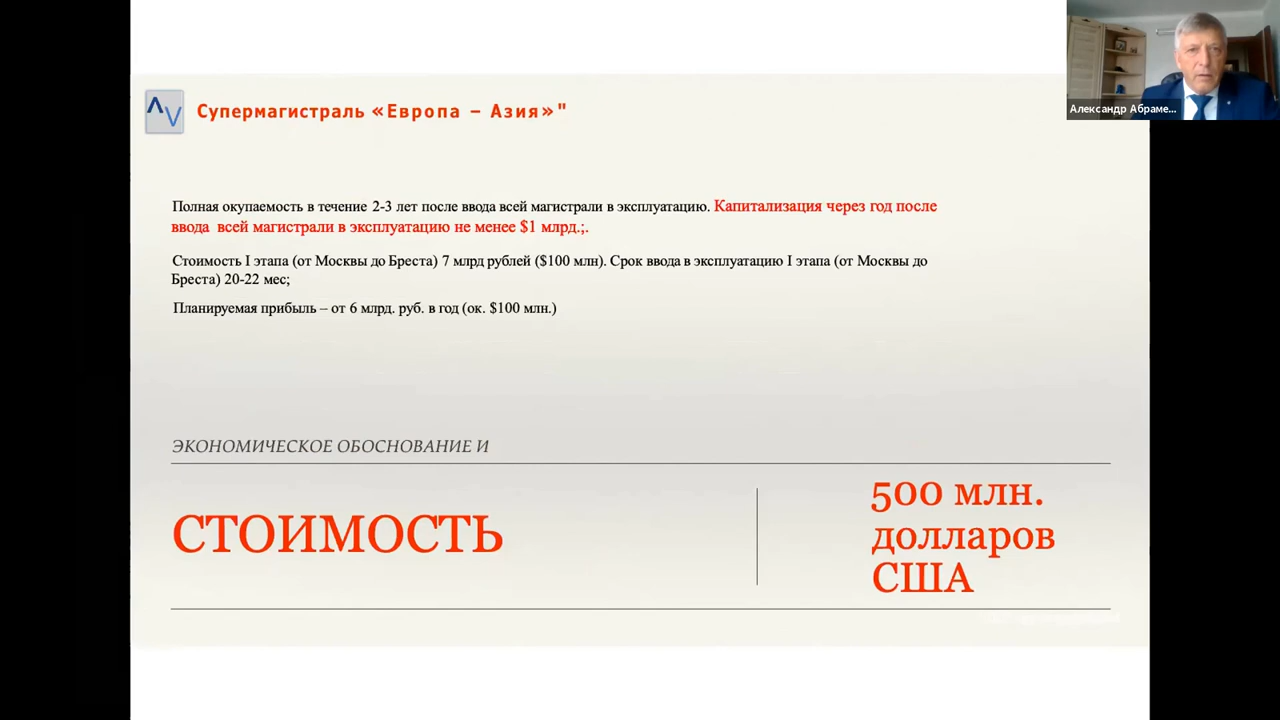 Супермагистраль «Европа – Азия»"
Александр Абраме...
Полная окупаемость в течение 2-3 лет после ввода всей магистрали в эксплуатацию. Капитализация через год после
ввода всей магистрали в эксплуатацию не менее $1 млрд.;.
Стоимость I этапа (от Москвы до Бреста) 7 млрд рублей ($100 млн). Срок ввода в эксплуатацию I этапа (от Москвы до
Бреста) 20-22 мес;
Планируемая прибыль – от 6 млрд. руб. в год (ок. $100 млн.)
ЭКОНОМИЧЕСКОЕ ОБОСНОВАНИЕ И
СТОИМОСТЬ
500 млн.
долларов
США